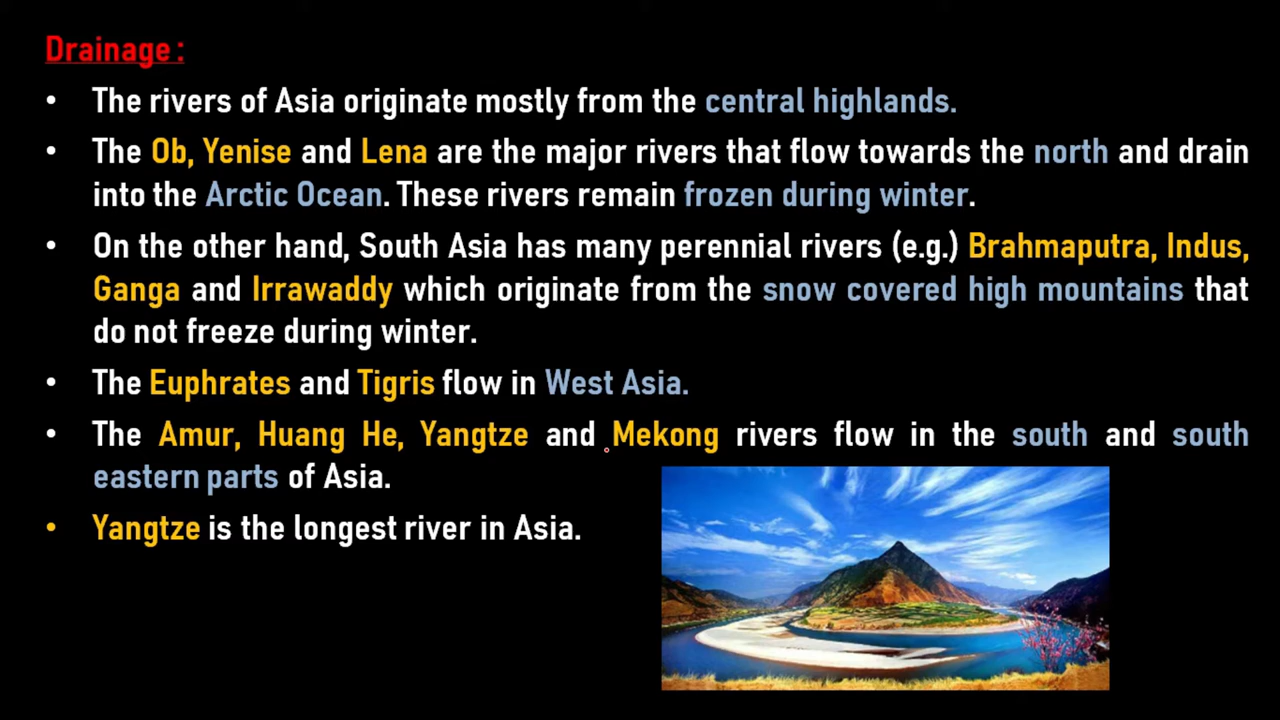 Drainage :
• The rivers of Asia originate mostly from the central highlands.
• The Ob, Yenise and Lena are the major rivers that flow towards the north and drain
into the Arctic Ocean. These rivers remain frozen during winter.
• On the other hand, South Asia has many perennial rivers (e.g.) Brahmaputra, Indus,
Ganga and Irrawaddy which originate from the snow covered high mountains that
do not freeze during winter.
• The Euphrates and Tigris flow in West Asia.
• The Amur, Huang He, Yangtze and Mekong rivers flow in the south and south
eastern parts of Asia.
• Yangtze is the longest river in Asia.